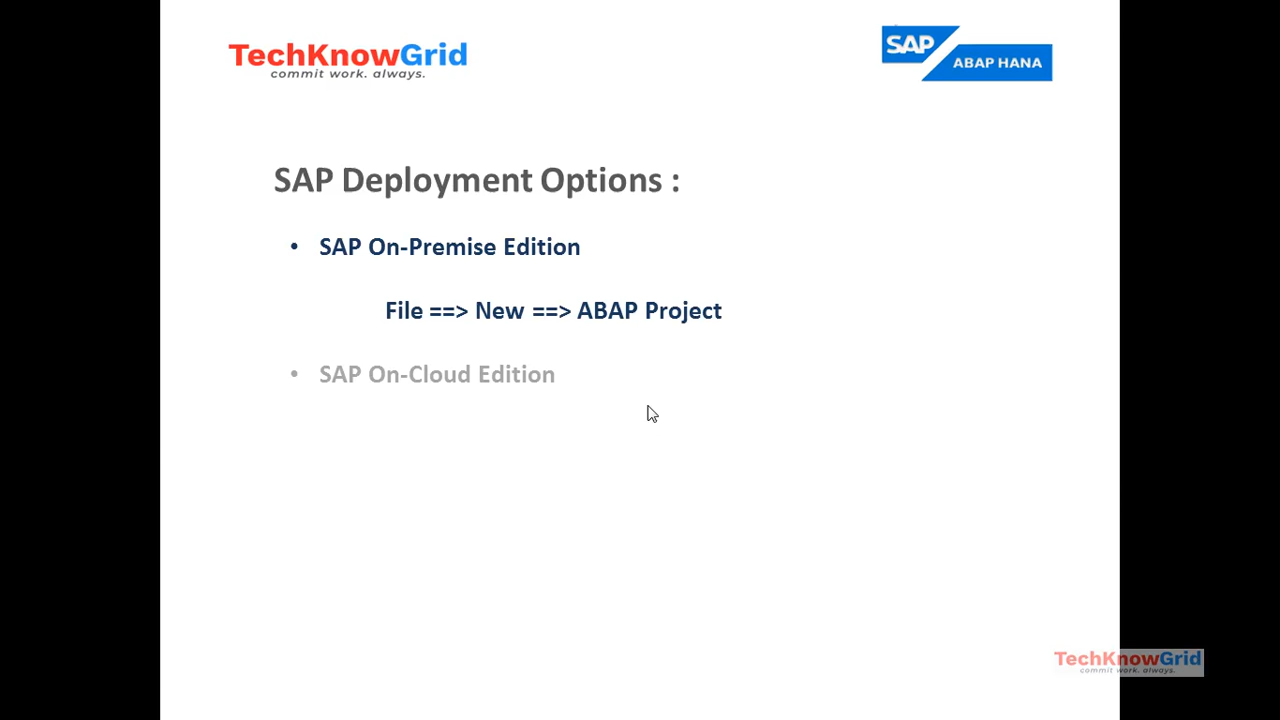 TechKnowGrid
commit work. always.
SAP
ABAP HANA
SAP Deployment Options :
• SAP On-Premise Edition
File ==> New ==> ABAP Project
• SAP On-Cloud Edition
TechKnowGrid
commit work. always.